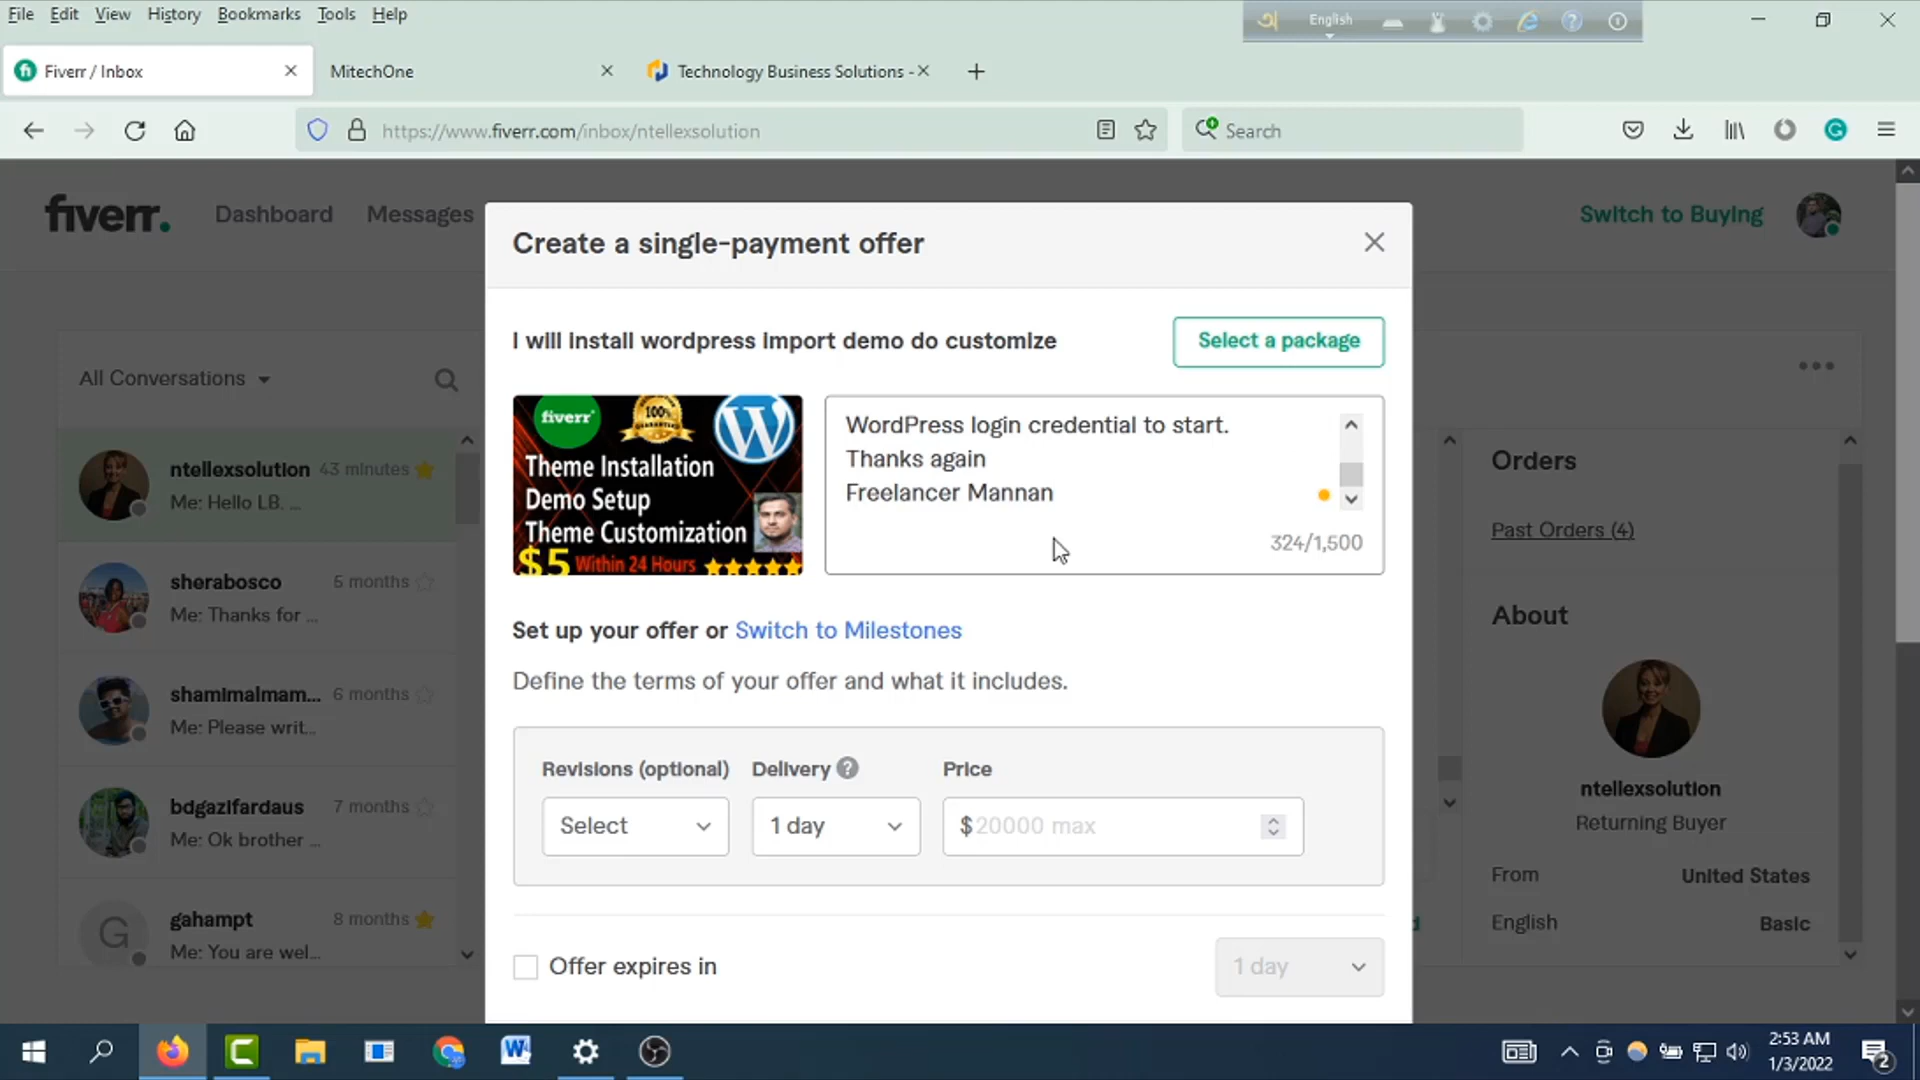 File Edit View History Bookmarks Tools Help
English
Fiverr / Inbox
MitechOne
Technology Business Solutions -
https://www.fiverr.com/inbox/ntellexsolution
Search
fiverr.
Dashboard
Messages
Switch to Buying
Create a single-payment offer
I will install wordpress import demo do customize
Select a package
All Conversations
ntellexsolution 43 minutes
Me: Hello LB. ...
sherabosco 5 months
Me: Thanks for ...
shamimalmam... 6 months
Me: Please writ...
bdgazifardaus 7 months
Me: Ok brother ...
G
gahampt 8 months
Me: You are wel...
fiverr
100%
GUARANTEED
Theme Installation
Demo Setup
Theme Customization
$5 Within 24 Hours
WordPress login credential to start.
Thanks again
Freelancer Mannan
324/1,500
Set up your offer or Switch to Milestones
Define the terms of your offer and what it includes.
Revisions (optional) Delivery ? Price
Select 1 day $20000 max
Offer expires in 1 day
Orders
Past Orders (4)
About
ntellexsolution
Returning Buyer
From United States
English Basic
2:53 AM
1/3/2022
2